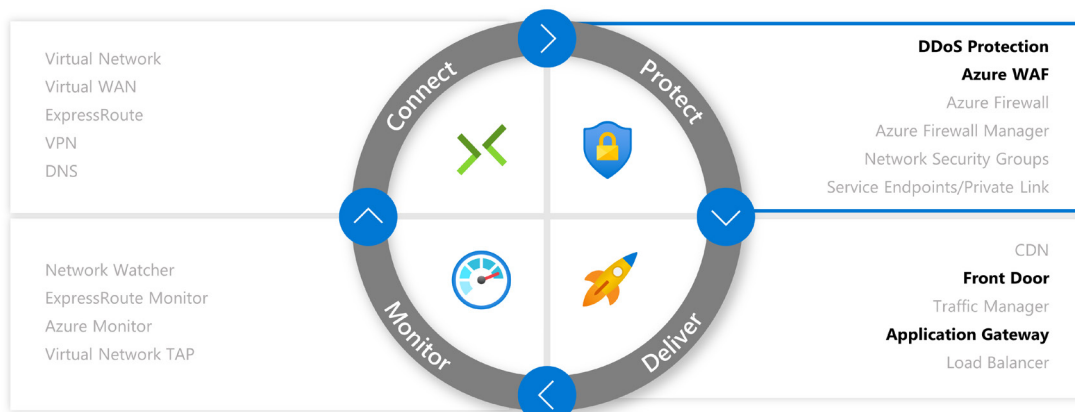 Virtual Network
Virtual WAN
ExpressRoute
VPN
DNS
Connect
Protect
DDoS Protection
Azure WAF
Azure Firewall
Azure Firewall Manager
Network Security Groups
Service Endpoints/Private Link
Network Watcher
ExpressRoute Monitor
Azure Monitor
Virtual Network TAP
Monitor
Deliver
CDN
Front Door
Traffic Manager
Application Gateway
Load Balancer